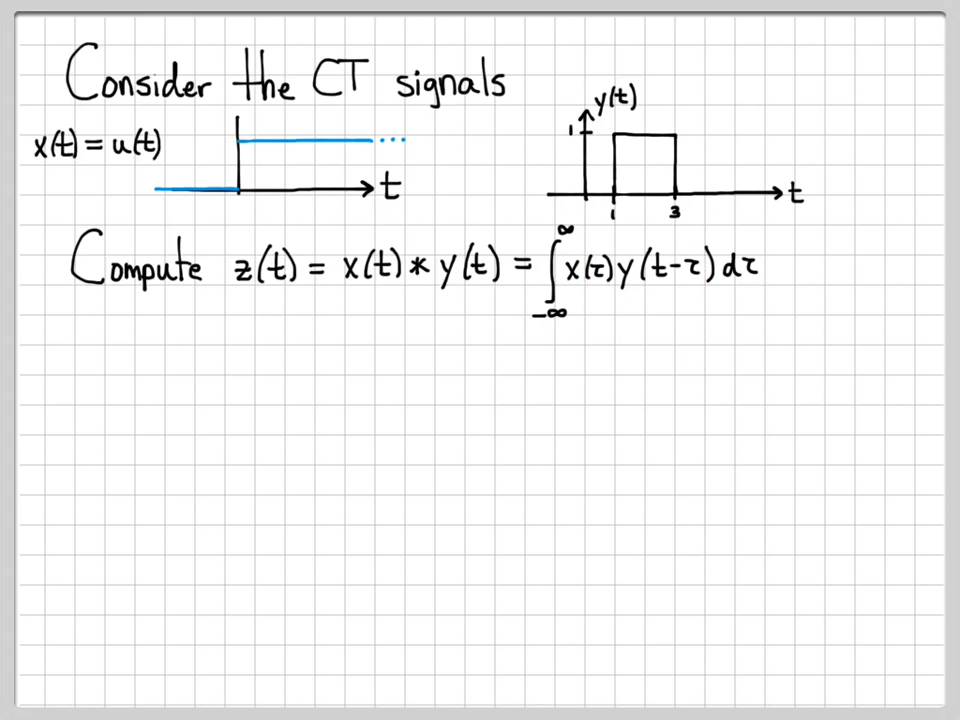 Consider the CT signals
x(t) = u(t)
... t
y(t)
1
1 3 t
Compute z(t) = x(t) * y(t) = ∫_{-∞}^{∞} x(τ)y(t-τ)dτ